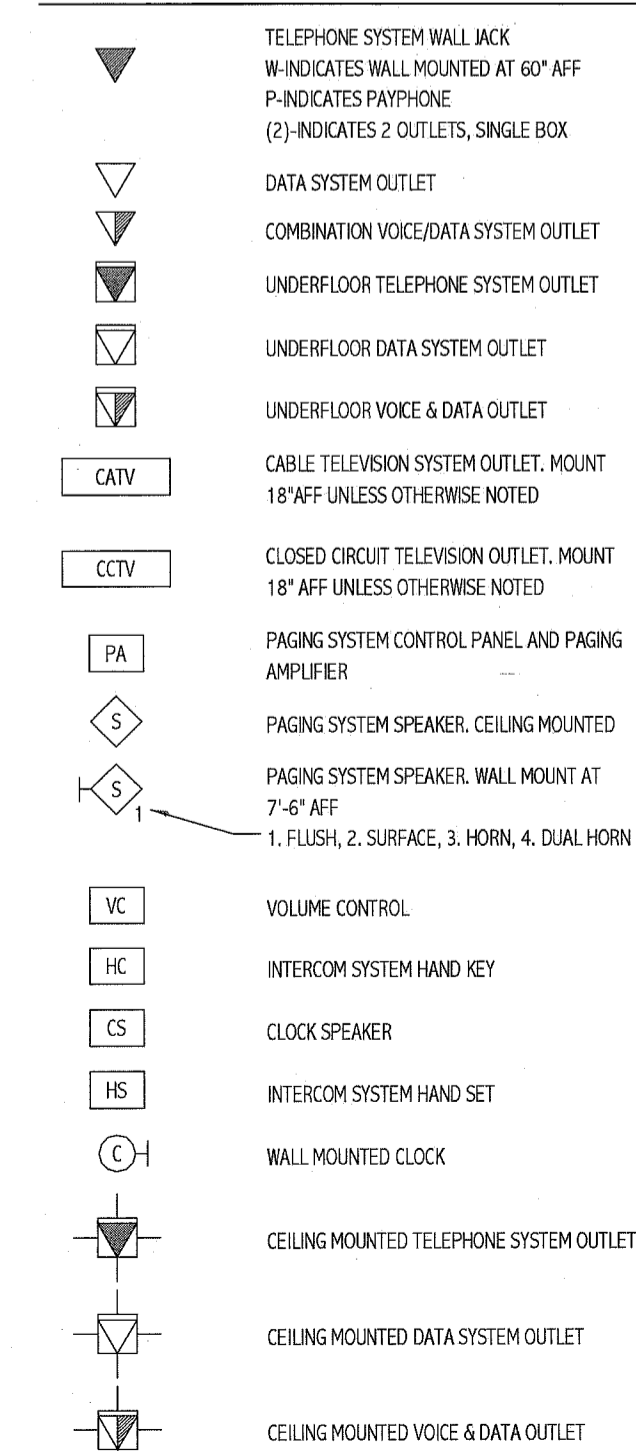 TELEPHONE SYSTEM WALL JACK
W-INDICATES WALL MOUNTED AT 60" AFF
P-INDICATES PAYPHONE
(2)-INDICATES 2 OUTLETS, SINGLE BOX
DATA SYSTEM OUTLET
COMBINATION VOICE/DATA SYSTEM OUTLET
UNDERFLOOR TELEPHONE SYSTEM OUTLET
UNDERFLOOR DATA SYSTEM OUTLET
UNDERFLOOR VOICE & DATA OUTLET
CATV CABLE TELEVISION SYSTEM OUTLET. MOUNT
18"AFF UNLESS OTHERWISE NOTED
CCTV CLOSED CIRCUIT TELEVISION OUTLET. MOUNT
18" AFF UNLESS OTHERWISE NOTED
PA PAGING SYSTEM CONTROL PANEL AND PAGING
AMPLIFIER
S PAGING SYSTEM SPEAKER. CEILING MOUNTED
S PAGING SYSTEM SPEAKER. WALL MOUNT AT
1 7'-6" AFF
1. FLUSH, 2. SURFACE, 3. HORN, 4. DUAL HORN
VC VOLUME CONTROL
HC INTERCOM SYSTEM HAND KEY
CS CLOCK SPEAKER
HS INTERCOM SYSTEM HAND SET
C WALL MOUNTED CLOCK
CEILING MOUNTED TELEPHONE SYSTEM OUTLET
CEILING MOUNTED DATA SYSTEM OUTLET
CEILING MOUNTED VOICE & DATA OUTLET